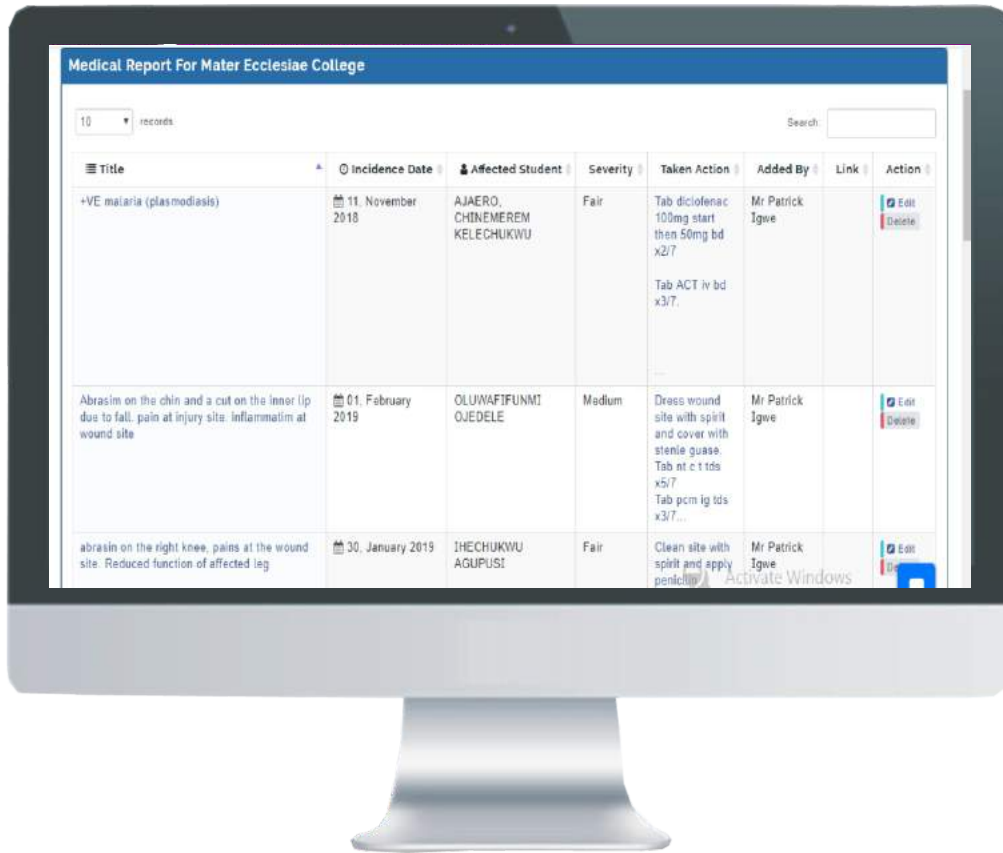 Medical Report For Mater Ecclesiae College
10 records
Search:
Title
Incidence Date
Affected Student
Severity
Taken Action
Added By
Link
Action
+VE malaria (plasmodiasis)
11, November
2018
AJAERO,
CHINEMEREM
KELECHUKWU
Fair
Tab diclofenac
100mg start
then 50mg bd
x2/7
Tab ACT iv bd
x3/7.
...
Mr Patrick
Igwe
Edit
Delete
Abrasim on the chin and a cut on the inner lip
due to fall. pain at injury site. inflammatim at
wound site
01, February
2019
OLUWAFIFUNMI
OJEDELE
Medium
Dress wound
site with spirit
and cover with
stenle guase.
Tab nt c t tds
x5/7
Tab pcm ig tds
x3/7...
Mr Patrick
Igwe
Edit
Delete
abrasin on the right knee, pains at the wound
site. Reduced function of affected leg
30, January 2019
IHECHUKWU
AGUPUSI
Fair
Clean site with
spirit and apply
Mr Patrick
Igwe
Edit
Activate Windows